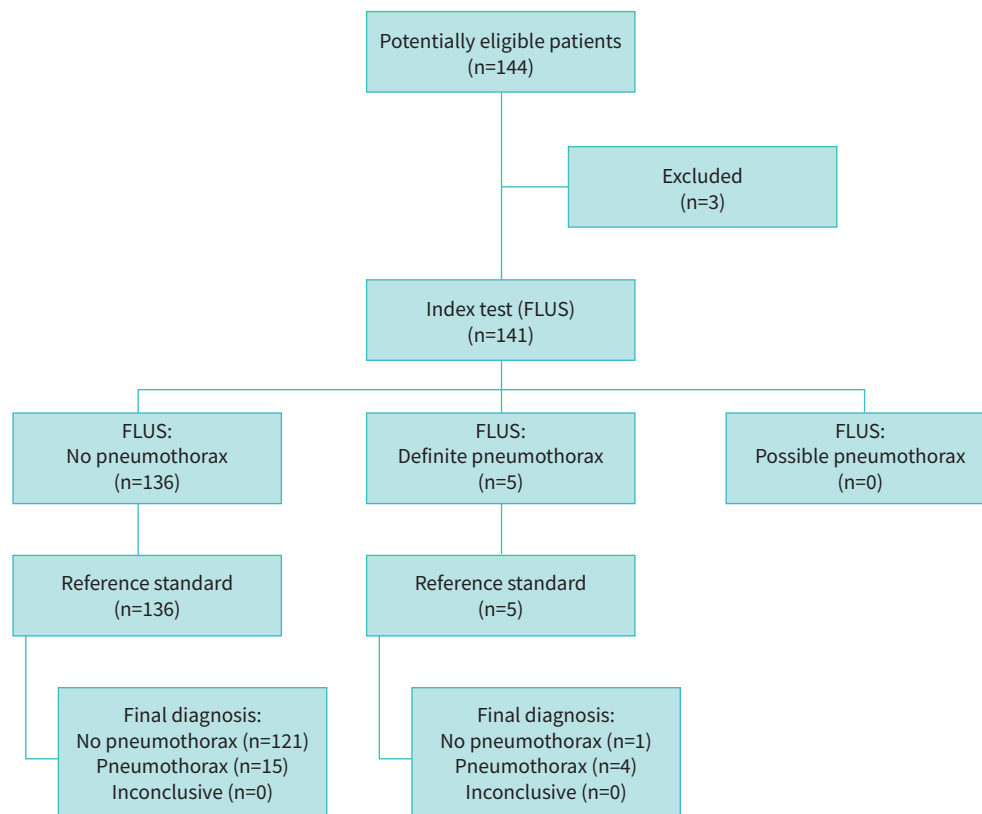 Potentially eligible patients
(n=144)
Excluded
(n=3)
Index test (FLUS)
(n=141)
FLUS:
No pneumothorax
(n=136)
FLUS:
Definite pneumothorax
(n=5)
FLUS:
Possible pneumothorax
(n=0)
Reference standard
(n=136)
Reference standard
(n=5)
Final diagnosis:
No pneumothorax (n=121)
Pneumothorax (n=15)
Inconclusive (n=0)
Final diagnosis:
No pneumothorax (n=1)
Pneumothorax (n=4)
Inconclusive (n=0)